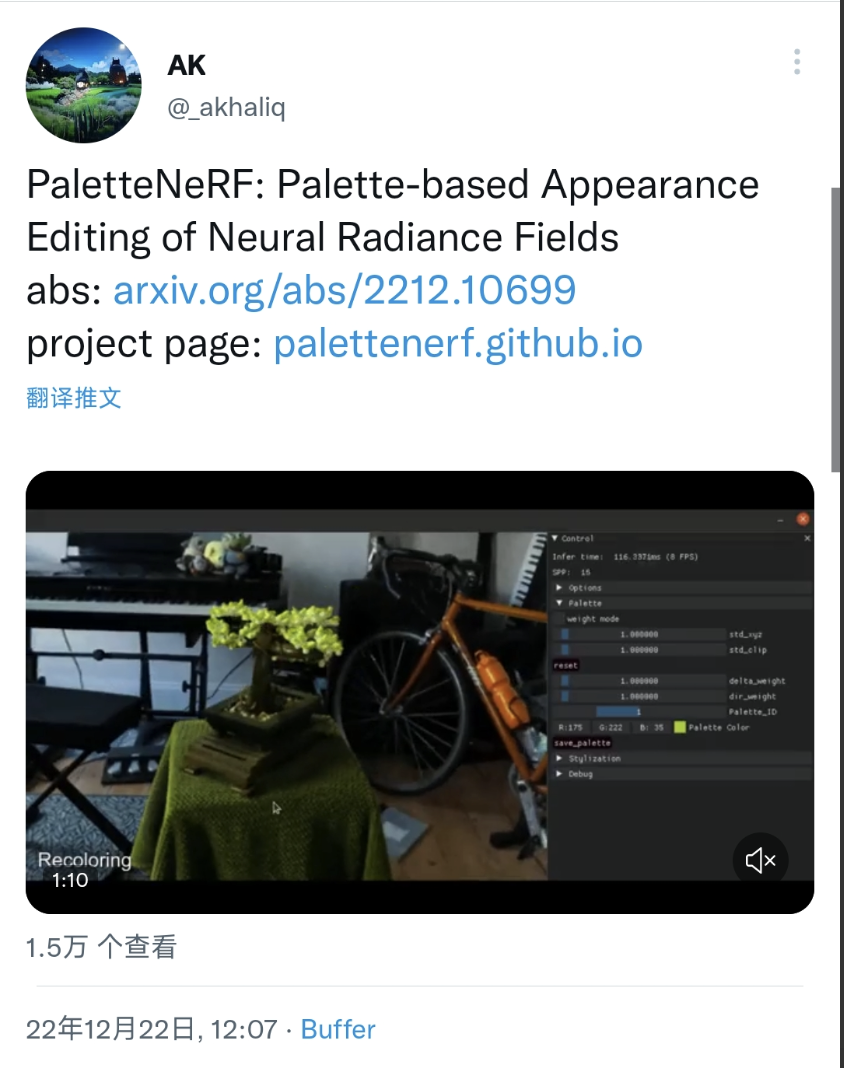 AK
@_akhaliq
PaletteNeRF: Palette-based Appearance
Editing of Neural Radiance Fields
abs: arxiv.org/abs/2212.10699
project page: palettenerf.github.io
翻译推文
Control
Infer time: 116.3971ms (8 FPS)
SPP: 15
Options
Palette
weight mode
1.000000 std_xyz
1.000000 std_clip
reset
1.000000 delta_weight
1.000000 dir_weight
1 Palette_ID
R:175 G:222 B: 35 Palette Color
save_palette
Stylization
Debug
Recoloring
1:10
1.5万 个查看
22年12月22日, 12:07 · Buffer